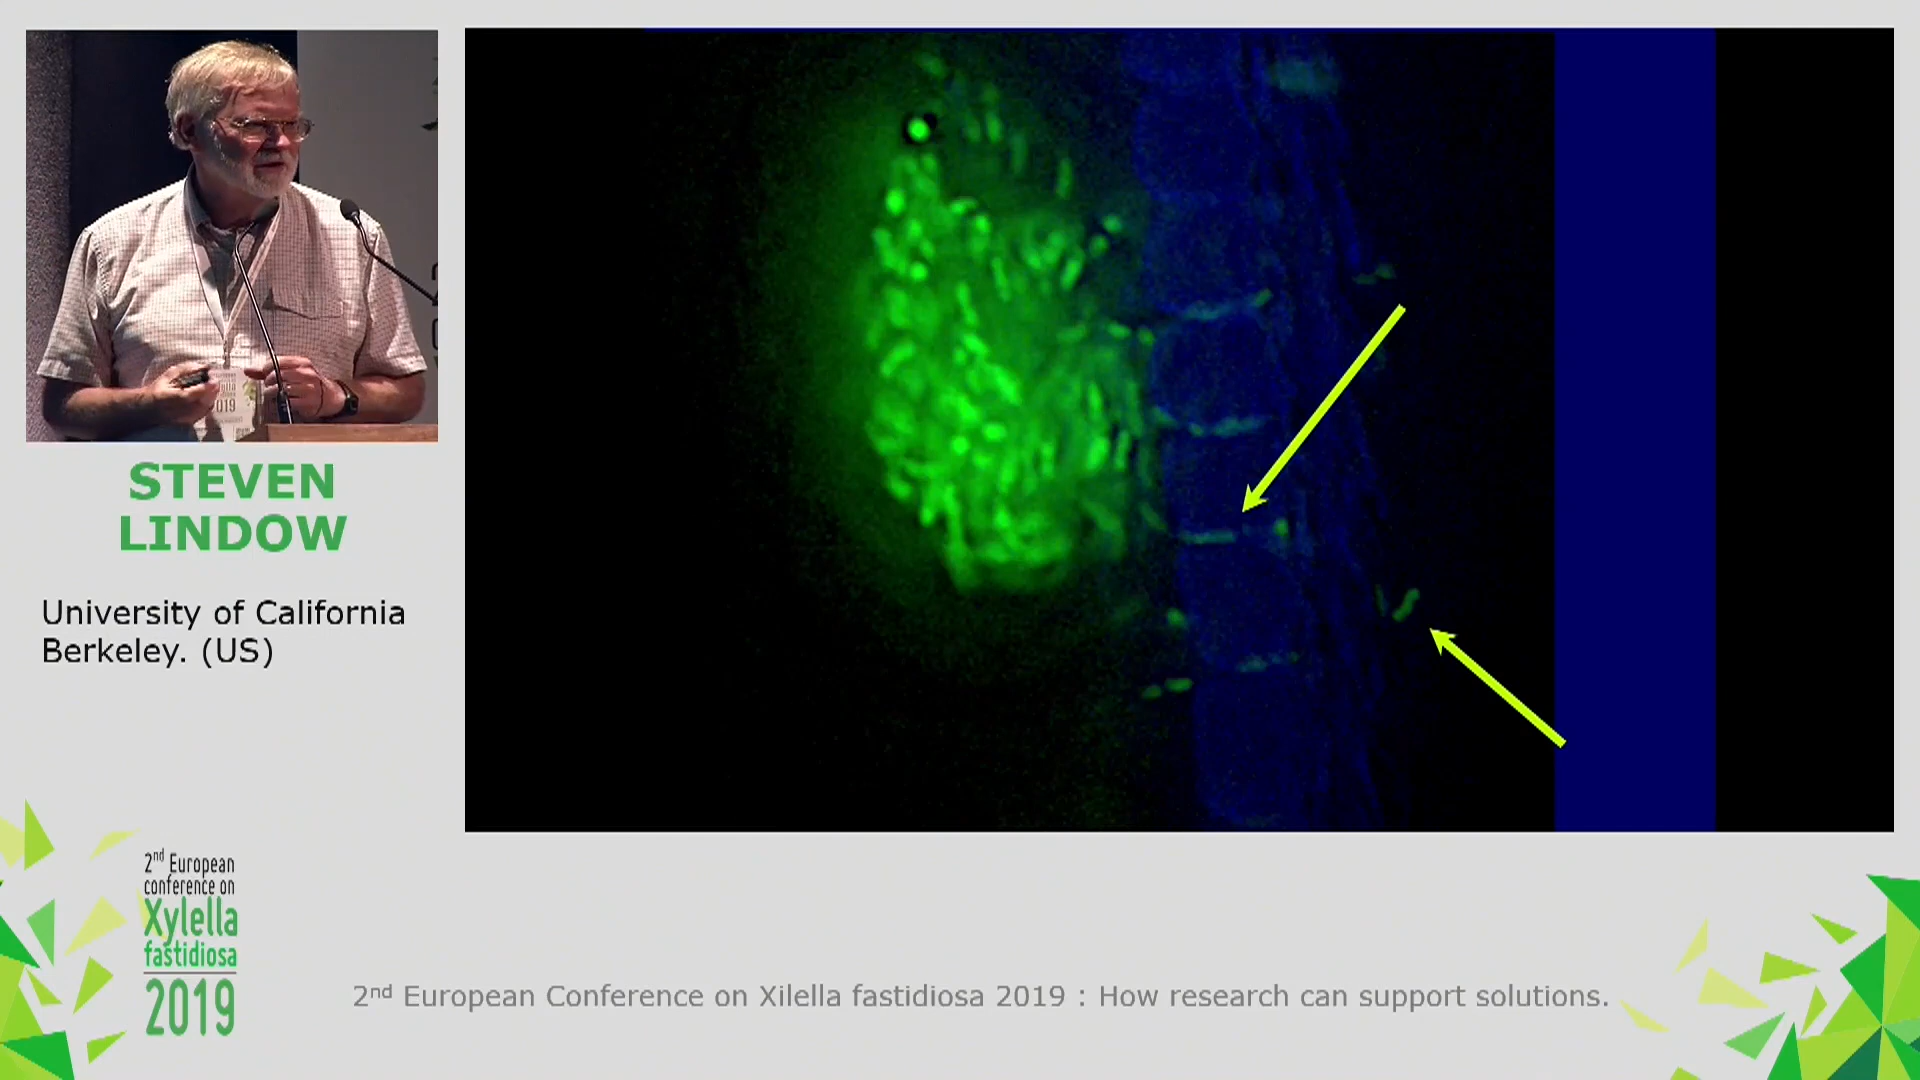 STEVEN
LINDOW
University of California
Berkeley. (US)
2nd European
conference on
Xylella
fastidiosa
2019
2nd European Conference on Xilella fastidiosa 2019 : How research can support solutions.